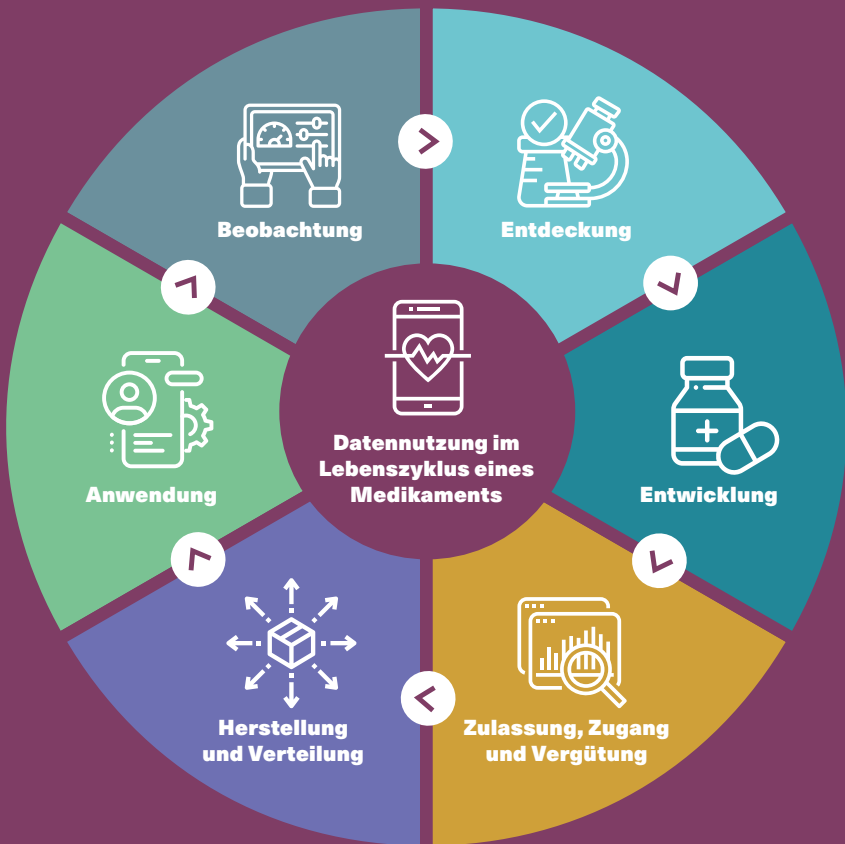 Beobachtung
Entdeckung
Datennutzung im
Lebenszyklus eines
Medikaments
Anwendung
Entwicklung
Herstellung
und Verteilung
Zulassung, Zugang
und Vergütung